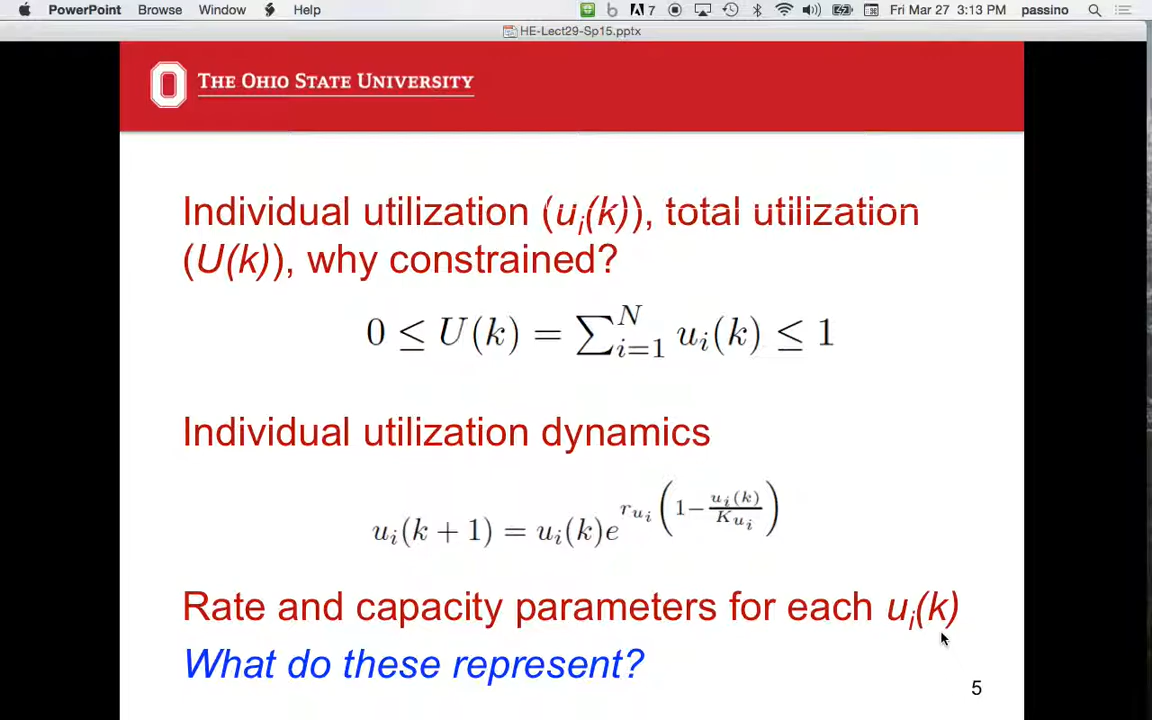 PowerPoint Browse Window Help 7 Fri Mar 27 3:13 PM passino
HE-Lect29-Sp15.pptx
THE OHIO STATE UNIVERSITY
Individual utilization (u_i(k)), total utilization
(U(k)), why constrained?
0 ≤ U(k) = ∑_{i=1}^{N} u_i(k) ≤ 1
Individual utilization dynamics
u_i(k + 1) = u_i(k)e^{r_{u_i}(1−\frac{u_i(k)}{K_{u_i}})}
Rate and capacity parameters for each u_i(k)
What do these represent?
5